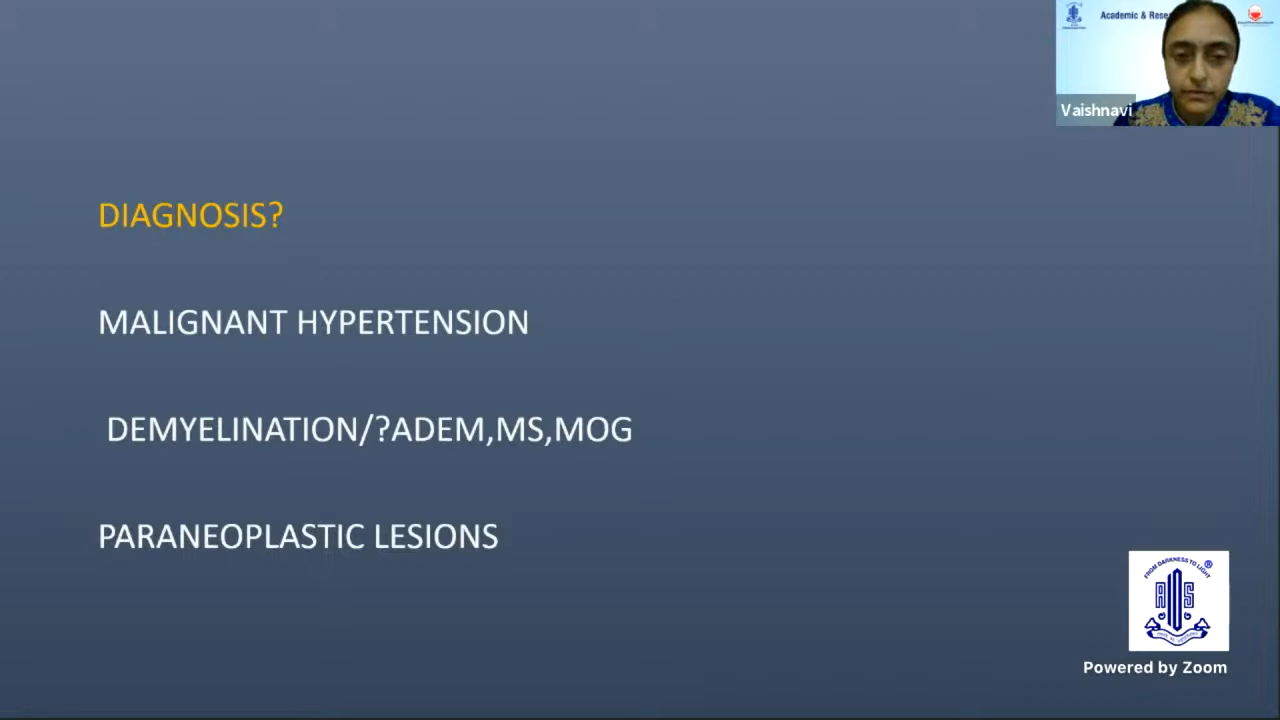 Academic & Rese
Vaishnavi
DIAGNOSIS?
MALIGNANT HYPERTENSION
DEMYELINATION/?ADEM,MS,MOG
PARANEOPLASTIC LESIONS
FROM DARKNESS TO LIGHT
Powered by Zoom